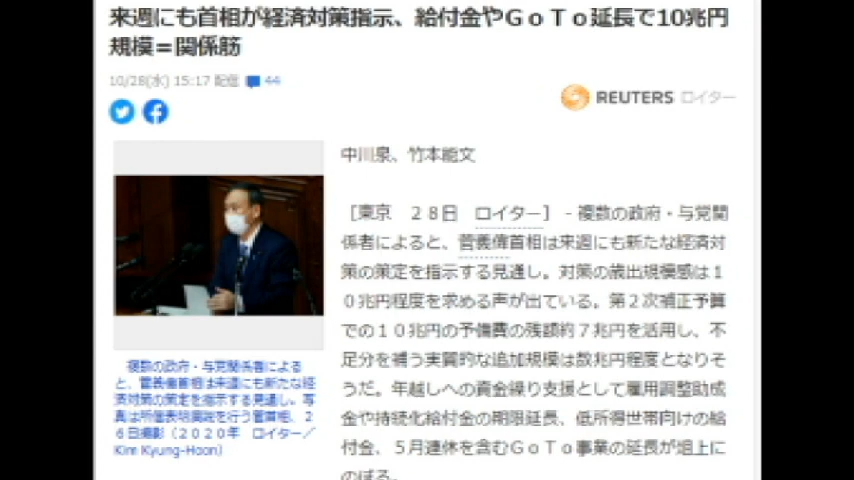 来週にも首相が経済対策指示、給付金やＧｏＴｏ延長で10兆円
規模＝関係筋
10/28(水) 15:17 配信 44
REUTERS ロイター
中川泉、竹本能文
［東京　２８日　ロイター］ - 複数の政府・与党関
係者によると、菅義偉首相は来週にも新たな経済対
策の策定を指示する見通し。対策の歳出規模感は１
０兆円程度を求める声が出ている。第２次補正予算
での１０兆円の予備費の残額約７兆円を活用し、不
足分を補う実質的な追加規模は数兆円程度となりそ
うだ。年越しへの資金繰り支援として雇用調整助成
金や持続化給付金の期限延長、低所得世帯向けの給
付金、５月連休を含むＧｏＴｏ事業の延長が俎上に
のぼる。
複数の政府・与党関係者による
と、菅義偉首相は来週にも新たな経
済対策の策定を指示する見通し。写
真は所信表明演説を行う菅首相、２
６日撮影（２０２０年　ロイター／
Kim Kyung-Hoon）